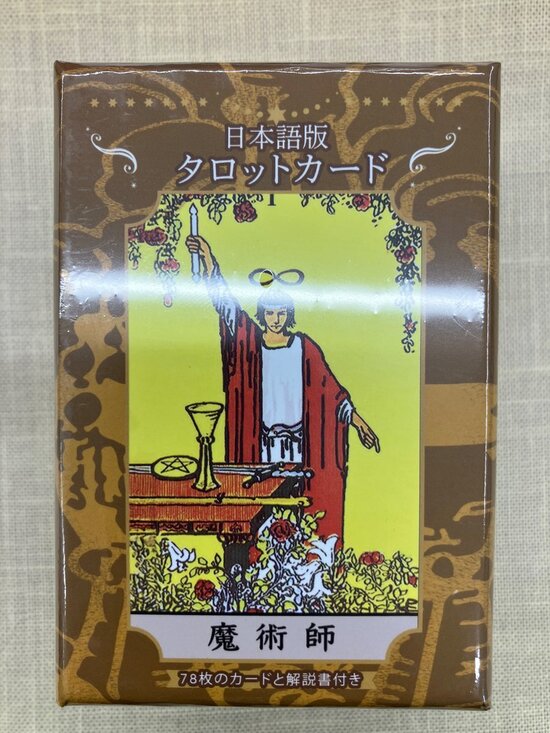 日本語版
タロットカード
I
魔術師
78枚のカードと解説書付き